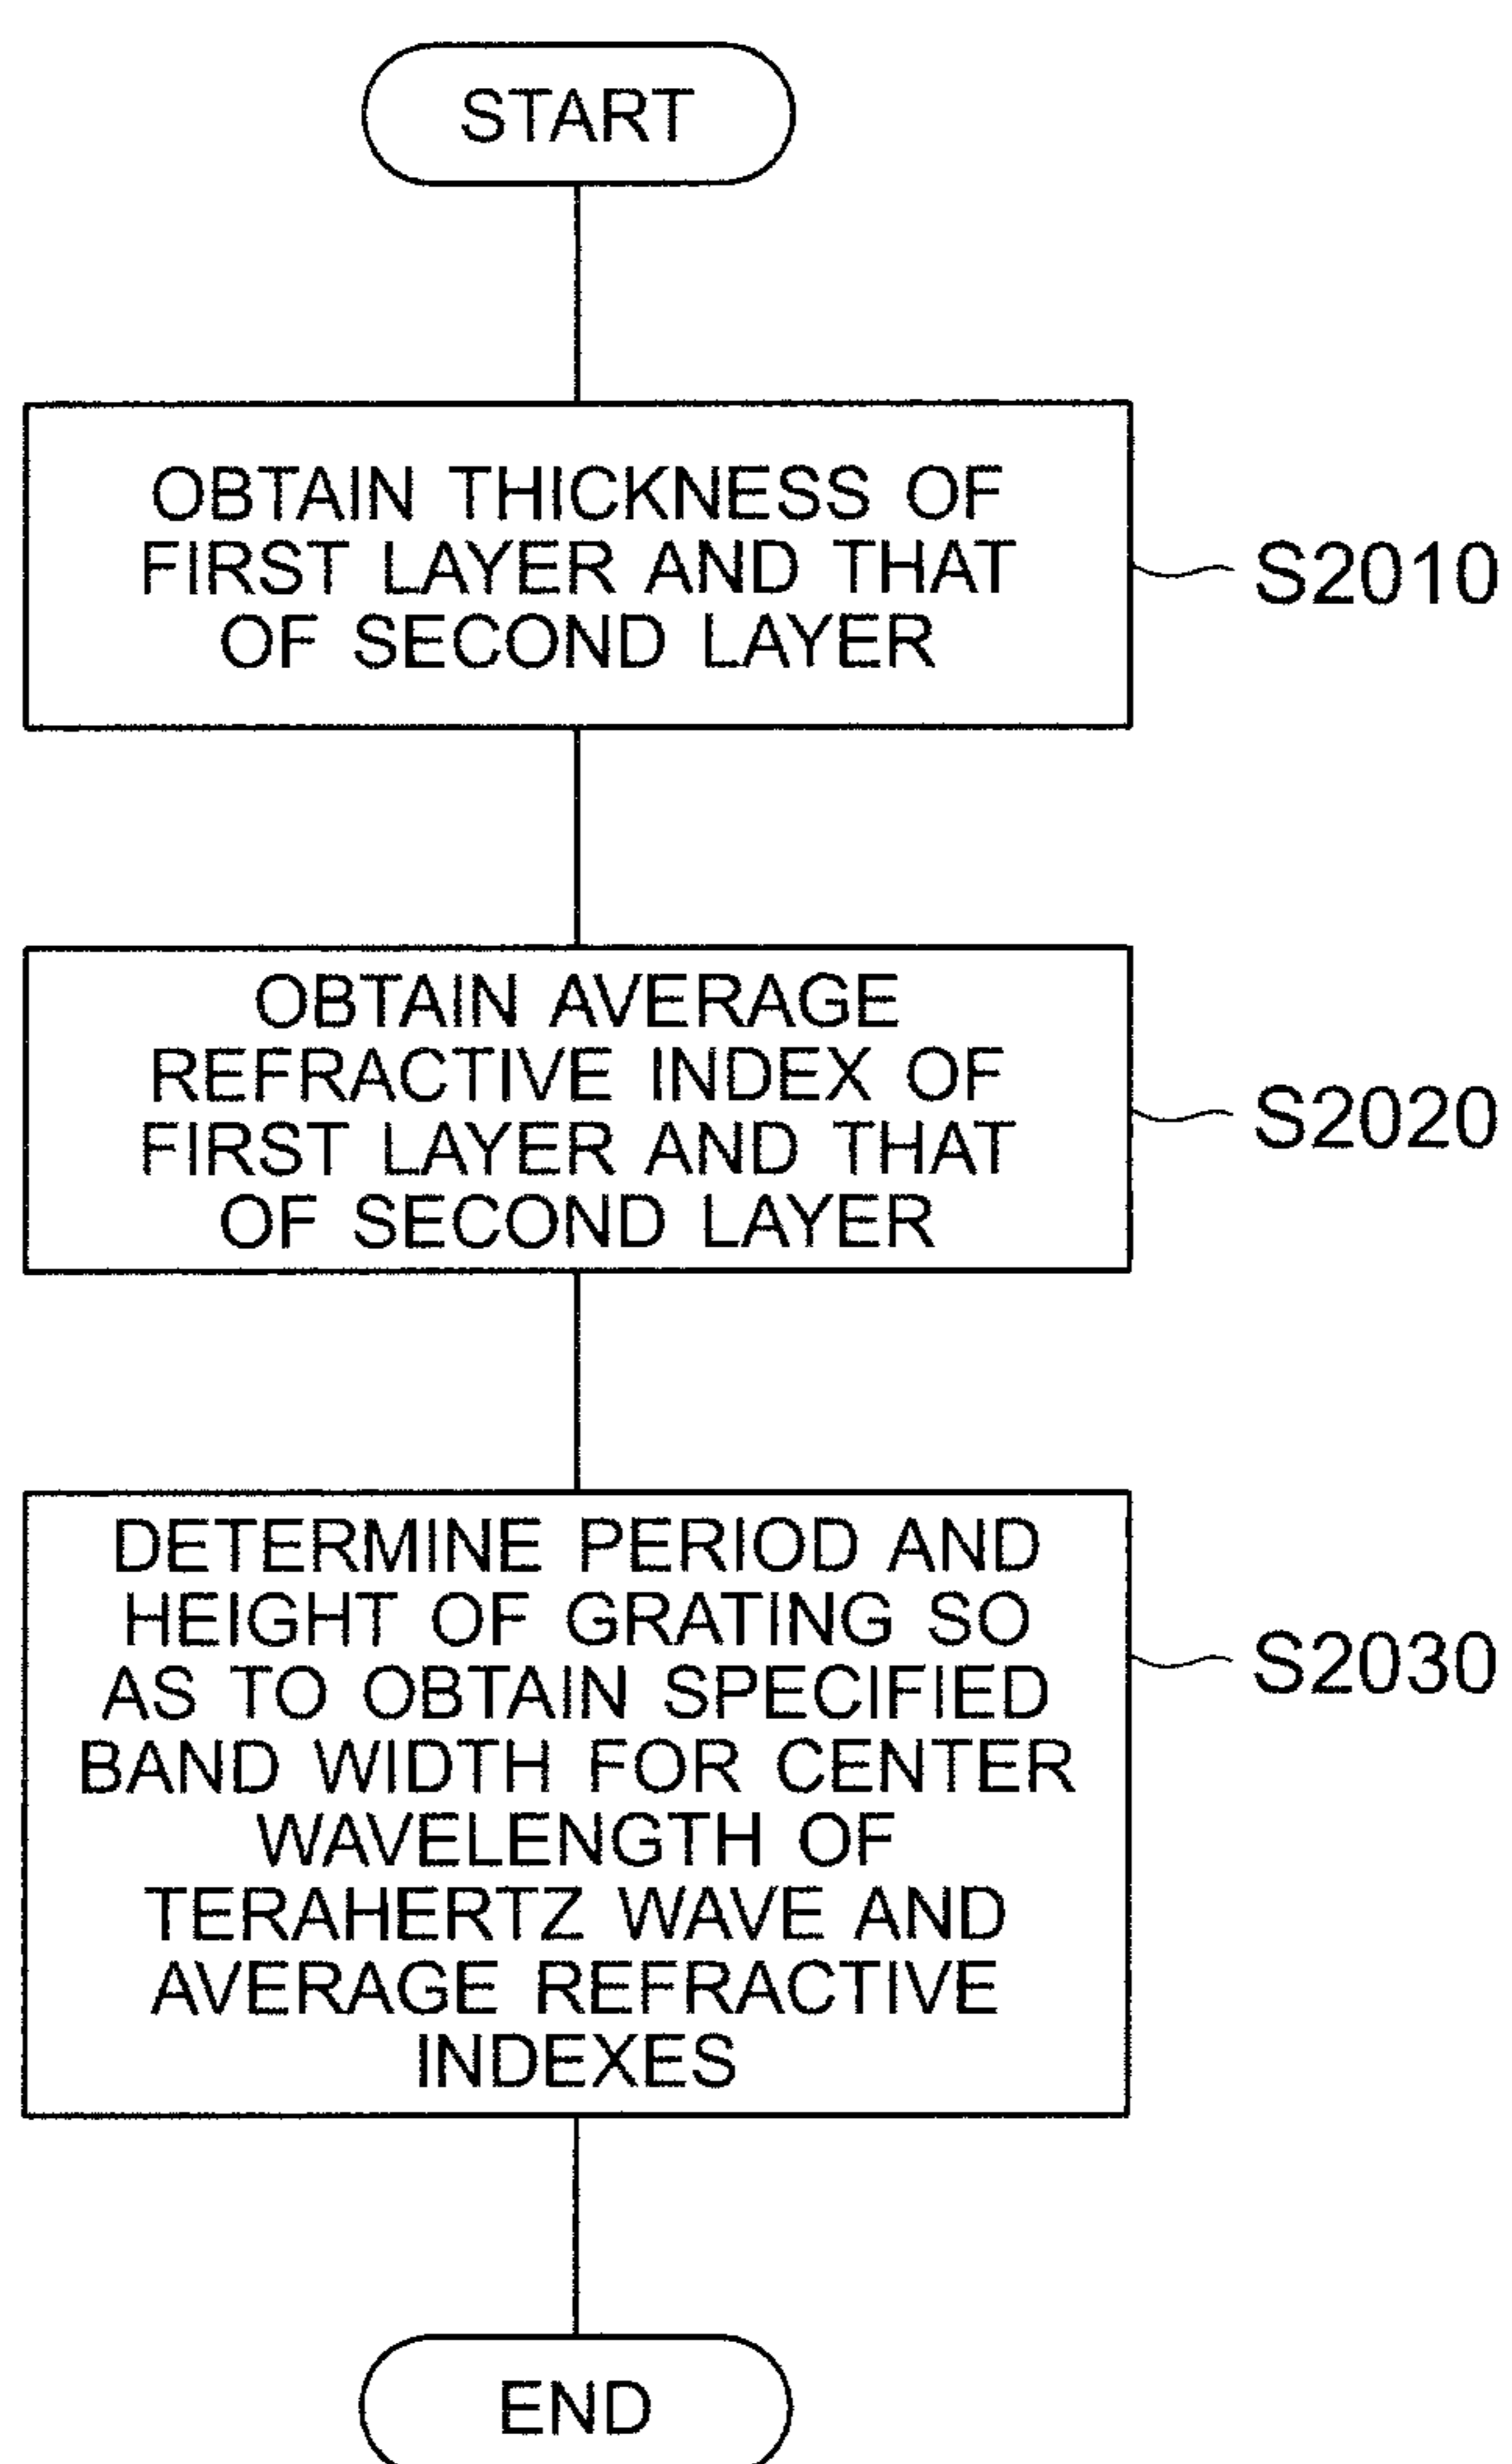 START
OBTAIN THICKNESS OF
FIRST LAYER AND THAT
OF SECOND LAYER
S2010
OBTAIN AVERAGE
REFRACTIVE INDEX OF
FIRST LAYER AND THAT
OF SECOND LAYER
S2020
DETERMINE PERIOD AND
HEIGHT OF GRATING SO
AS TO OBTAIN SPECIFIED
BAND WIDTH FOR CENTER
WAVELENGTH OF
TERAHERTZ WAVE AND
AVERAGE REFRACTIVE
INDEXES
S2030
END